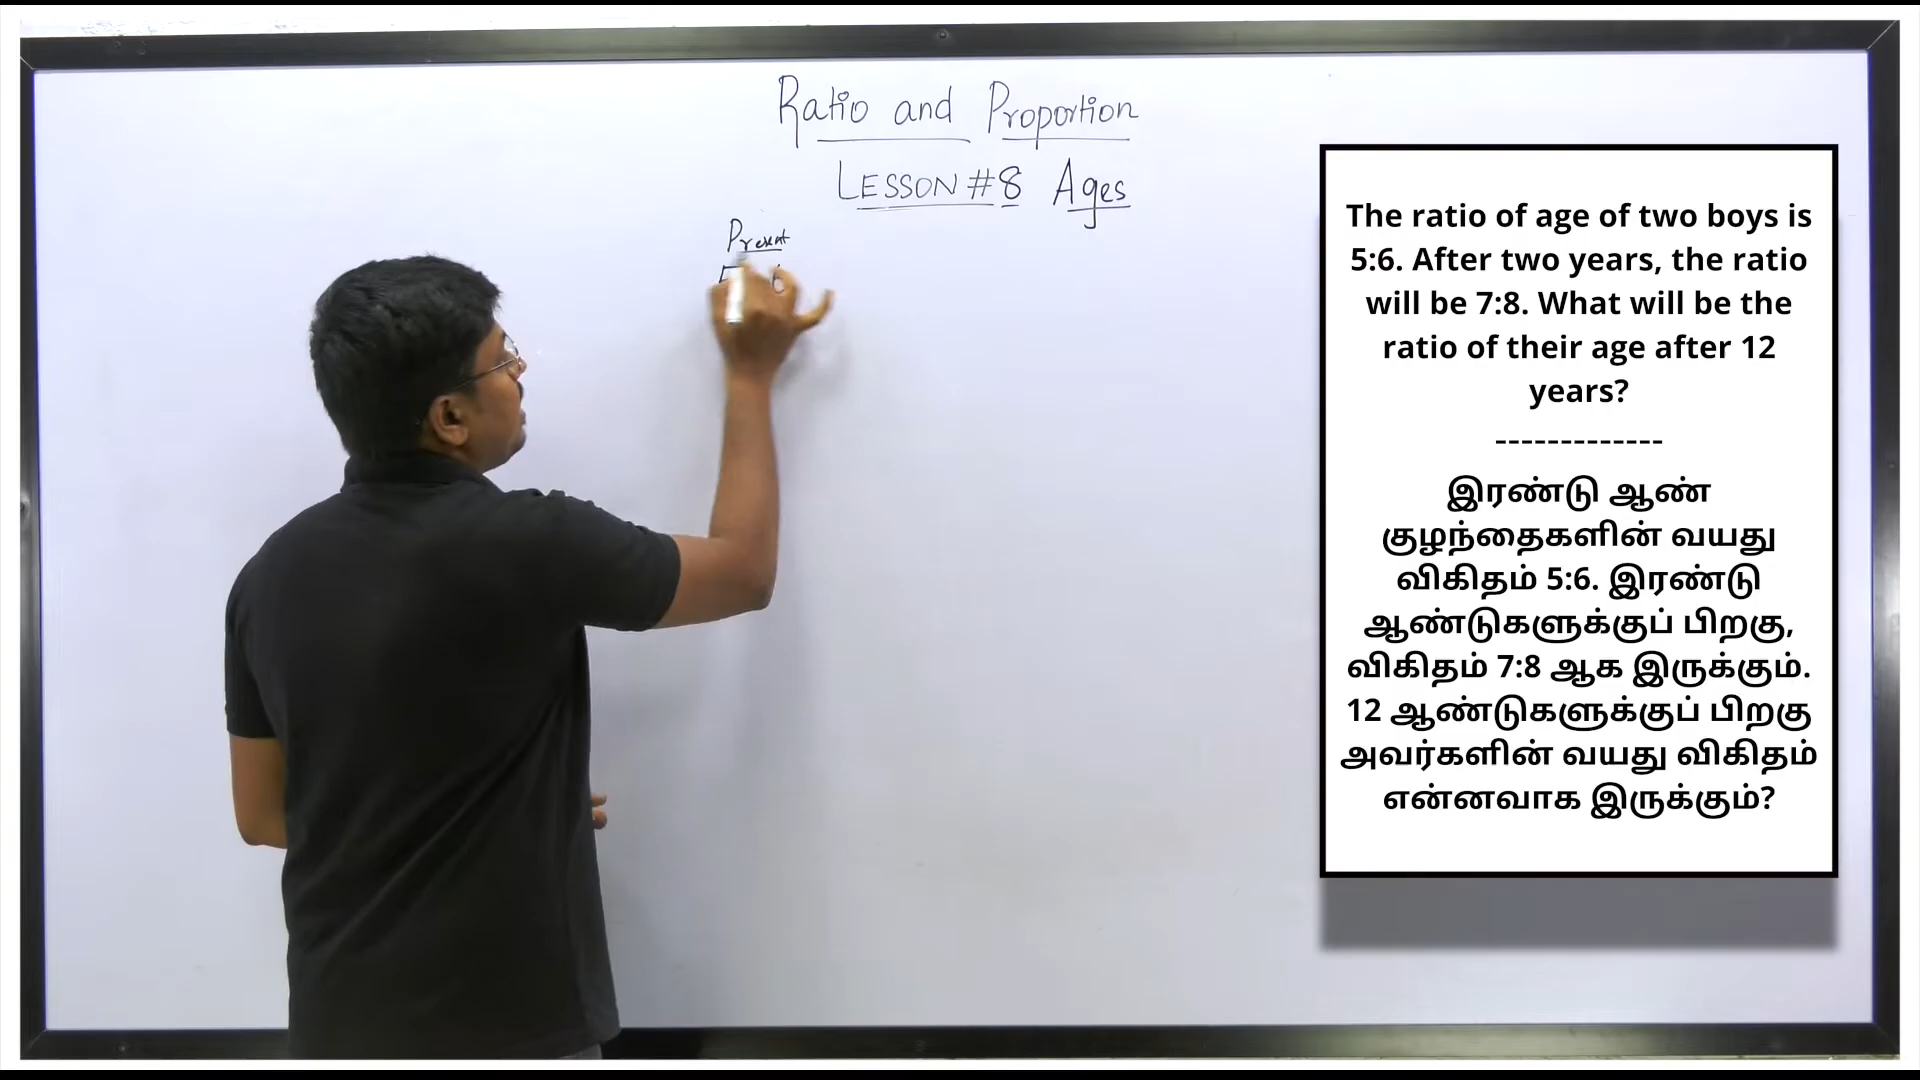 Ratio and Proportion
LESSON #8 Ages
Present
The ratio of age of two boys is
5:6. After two years, the ratio
will be 7:8. What will be the
ratio of their age after 12
years?
-------------
இரண்டு ஆண்
குழந்தைகளின் வயது
விகிதம் 5:6. இரண்டு
ஆண்டுகளுக்குப் பிறகு,
விகிதம் 7:8 ஆக இருக்கும்.
12 ஆண்டுகளுக்குப் பிறகு
அவர்களின் வயது விகிதம்
என்னவாக இருக்கும்?